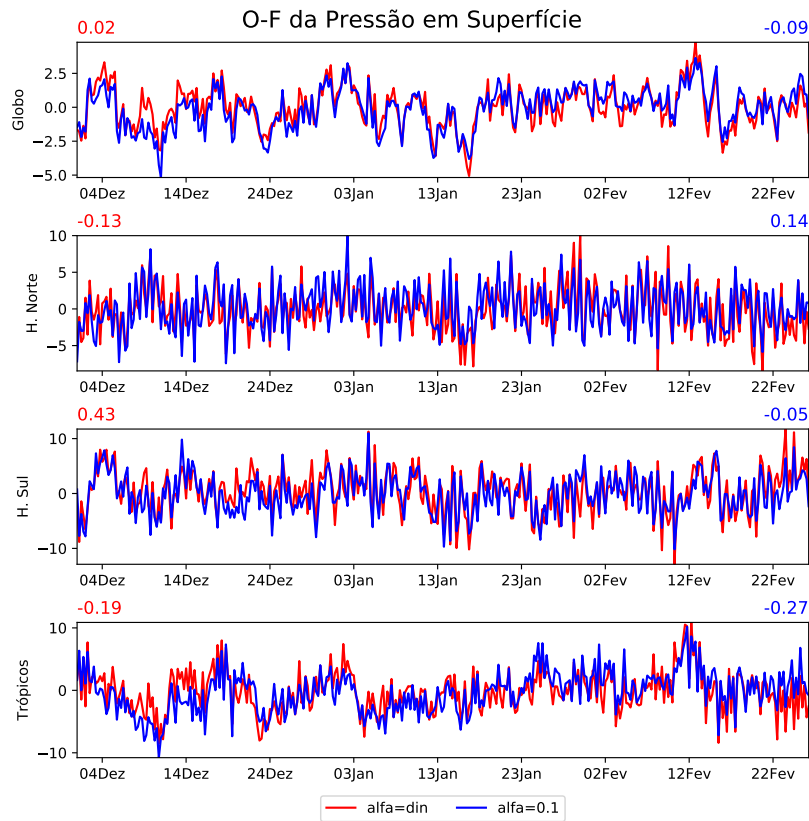 O-F da Pressão em Superfície
0.02 -0.09
Globo
2.5
0.0
−2.5
−5.0
04Dez 14Dez 24Dez 03Jan 13Jan 23Jan 02Fev 12Fev 22Fev
-0.13 0.14
H. Norte
10
5
0
−5
04Dez 14Dez 24Dez 03Jan 13Jan 23Jan 02Fev 12Fev 22Fev
0.43 -0.05
H. Sul
10
0
−10
04Dez 14Dez 24Dez 03Jan 13Jan 23Jan 02Fev 12Fev 22Fev
-0.19 -0.27
Trópicos
10
0
−10
04Dez 14Dez 24Dez 03Jan 13Jan 23Jan 02Fev 12Fev 22Fev
alfa=din alfa=0.1